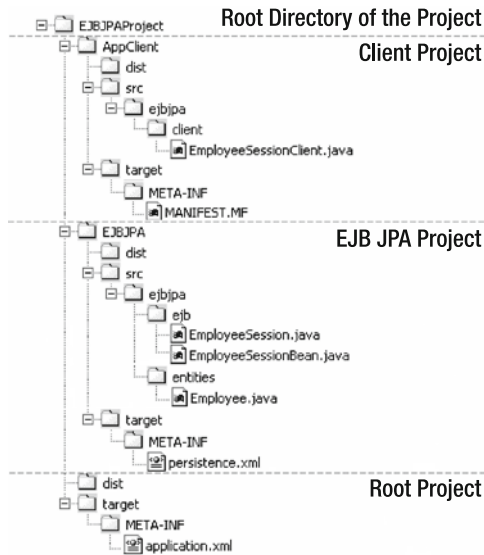 Root Directory of the Project
EJBJPAProject
Client Project
AppClient
dist
src
ejbjpa
client
EmployeeSessionClient.java
target
META-INF
MANIFEST.MF
EJB JPA Project
EJBJPA
dist
src
ejbjpa
ejb
EmployeeSession.java
EmployeeSessionBean.java
entities
Employee.java
target
META-INF
persistence.xml
Root Project
dist
target
META-INF
application.xml